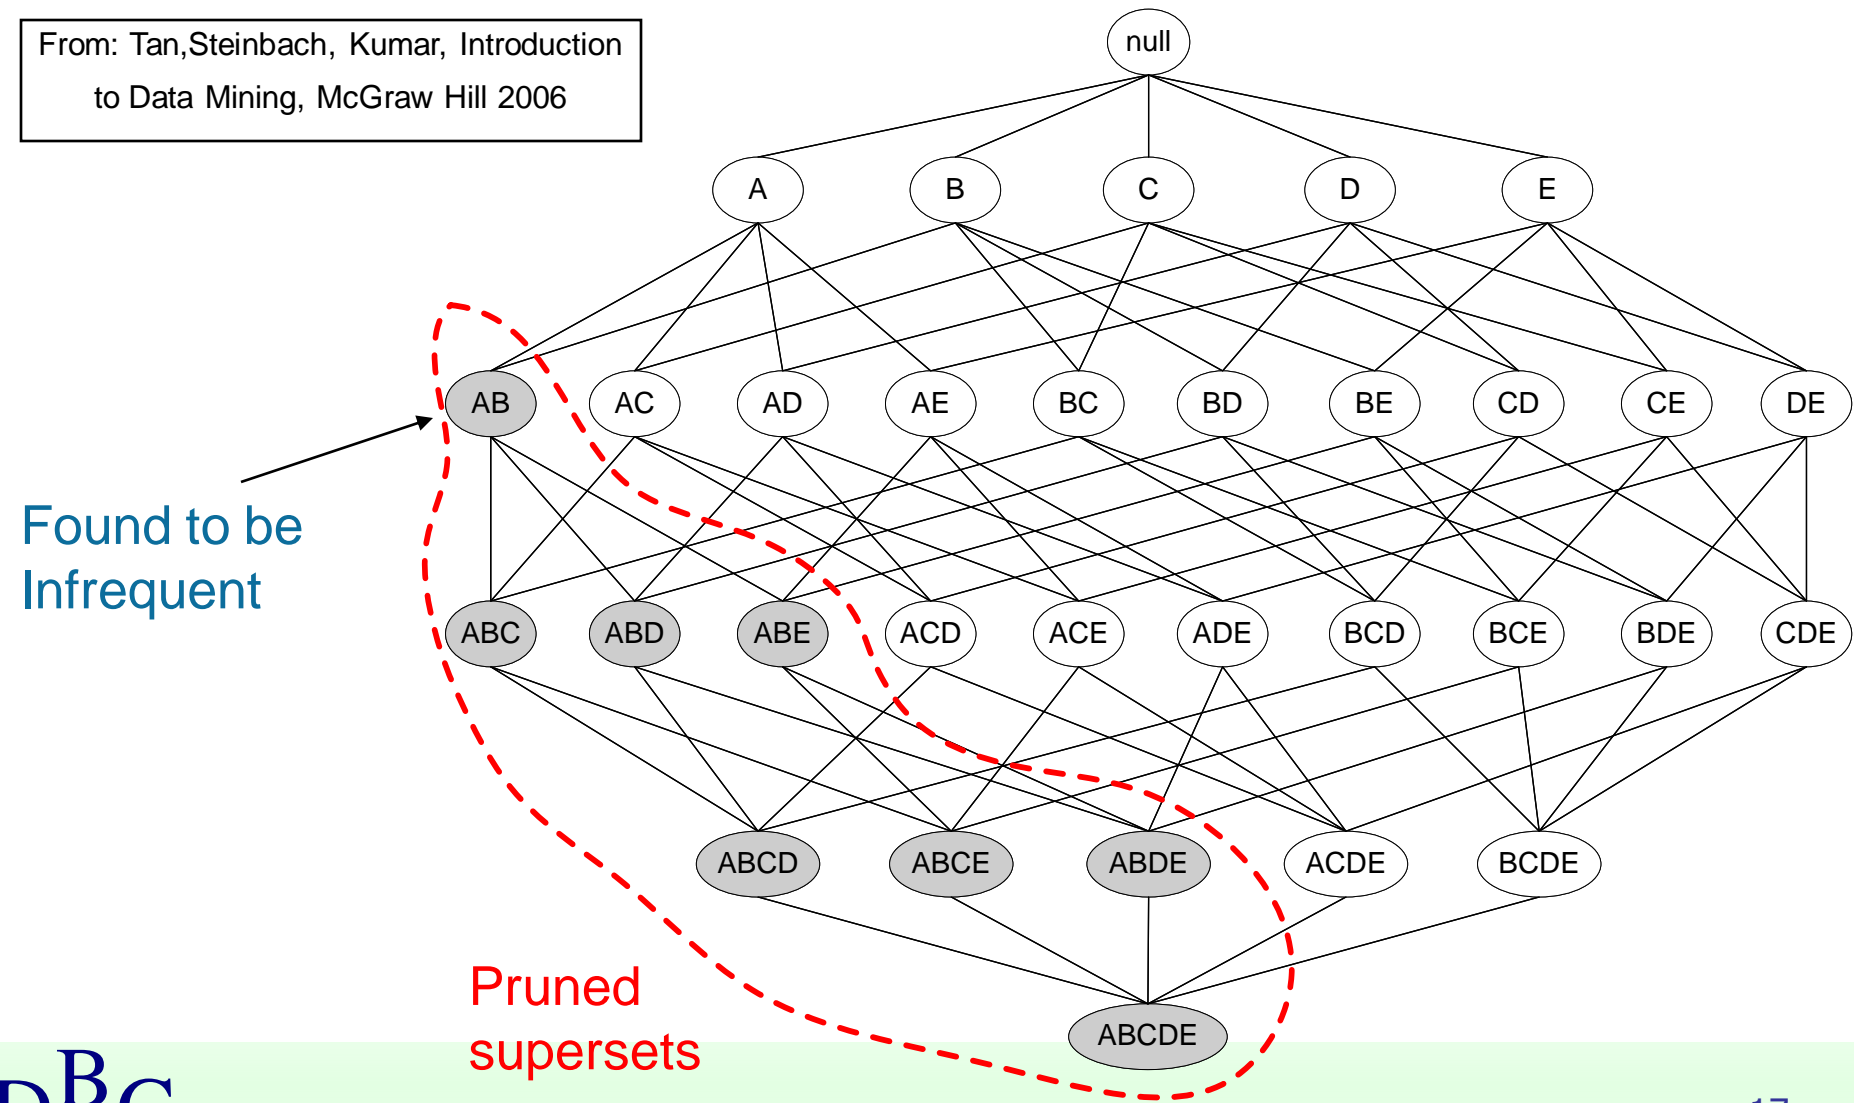 From: Tan,Steinbach, Kumar, Introduction
to Data Mining, McGraw Hill 2006
null
A B C D E
AB AC AD AE BC BD BE CD CE DE
Found to be
Infrequent
ABC ABD ABE ACD ACE ADE BCD BCE BDE CDE
ABCD ABCE ABDE ACDE BCDE
Pruned
supersets
ABCDE
DBG
17